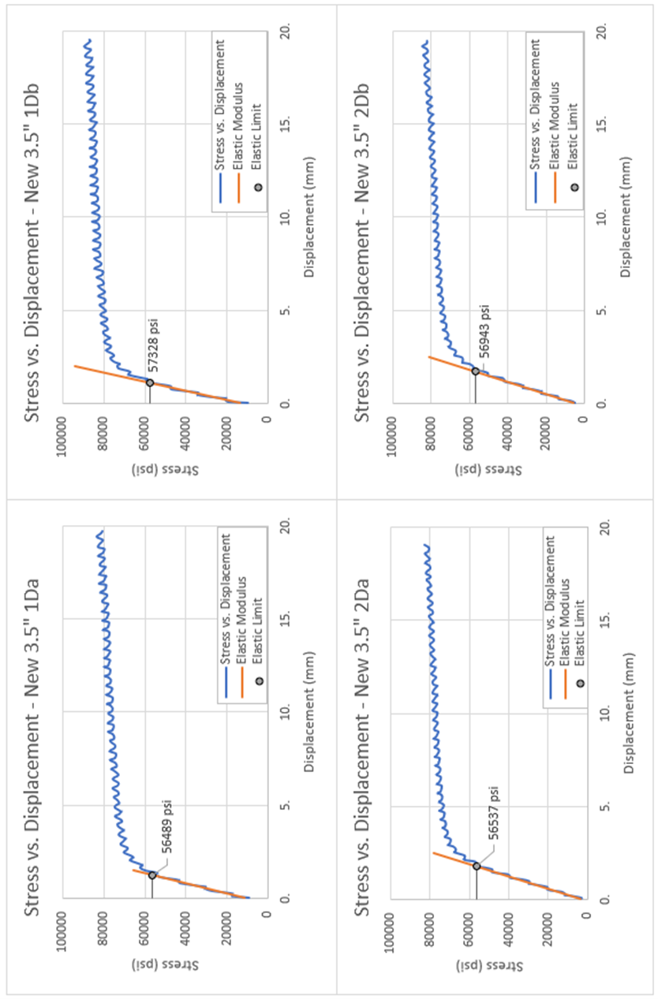 Stress vs. Displacement - New 3.5" 1Da
100000
80000
60000
40000
20000
0
Stress (psi)
56489 psi
Stress vs. Displacement
Elastic Modulus
Elastic Limit
0.
5.
10.
15.
20.
Displacement (mm)
Stress vs. Displacement - New 3.5" 1Db
100000
80000
60000
40000
20000
0
Stress (psi)
57328 psi
Stress vs. Displacement
Elastic Modulus
Elastic Limit
0.
5.
10.
15.
20.
Displacement (mm)
Stress vs. Displacement - New 3.5" 2Da
100000
80000
60000
40000
20000
0
Stress (psi)
56537 psi
Stress vs. Displacement
Elastic Modulus
Elastic Limit
0.
5.
10.
15.
20.
Displacement (mm)
Stress vs. Displacement - New 3.5" 2Db
100000
80000
60000
40000
20000
0
Stress (psi)
56943 psi
Stress vs. Displacement
Elastic Modulus
Elastic Limit
0.
5.
10.
15.
20.
Displacement (mm)